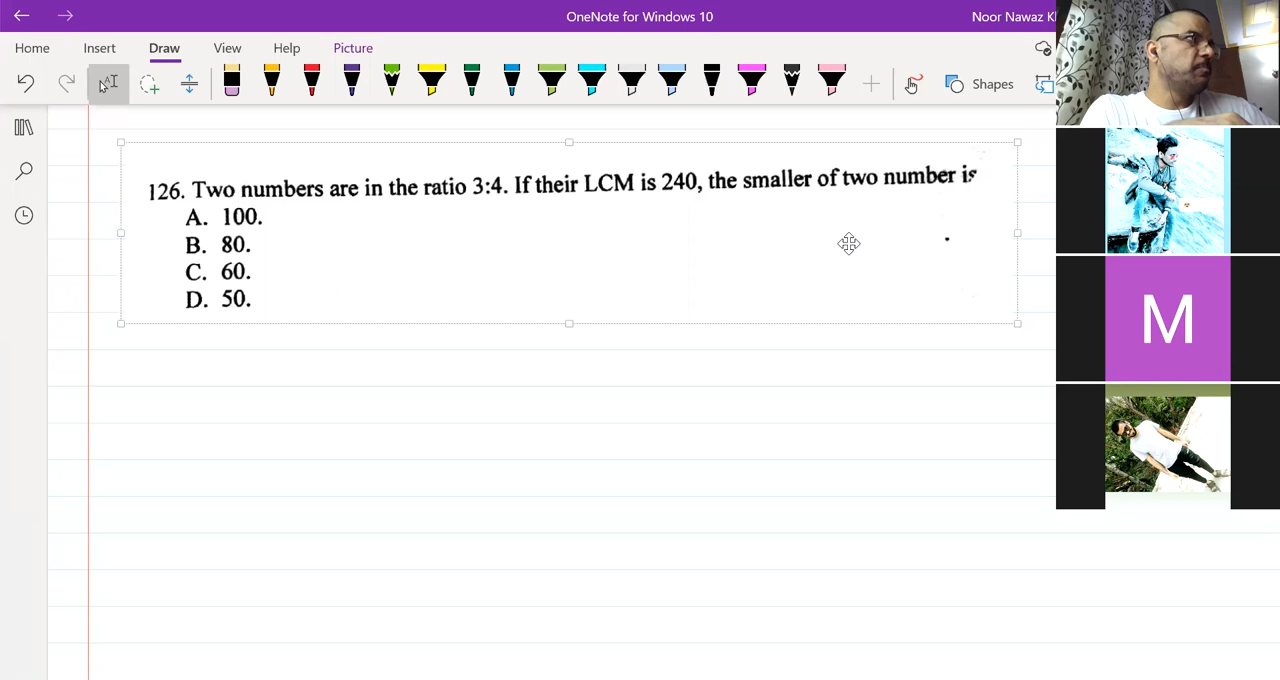 OneNote for Windows 10
Noor Nawaz K
Home Insert Draw View Help Picture
Shapes
126. Two numbers are in the ratio 3:4. If their LCM is 240, the smaller of two number is
A. 100.
B. 80.
C. 60.
D. 50.
M